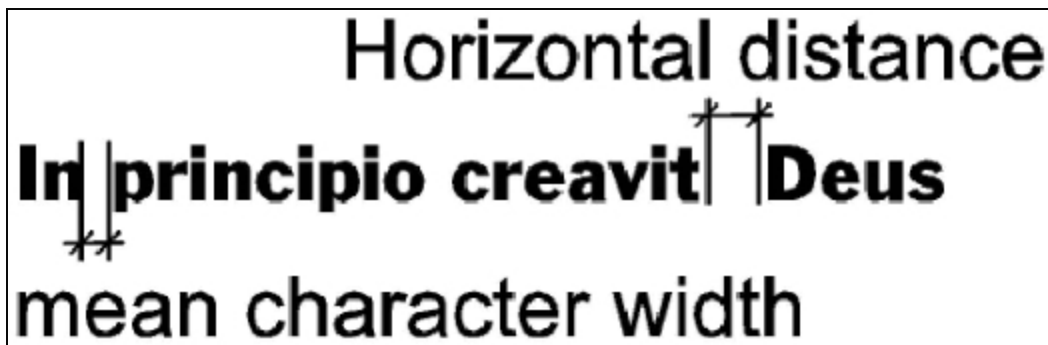 Horizontal distance
In principio creavit Deus
mean character width